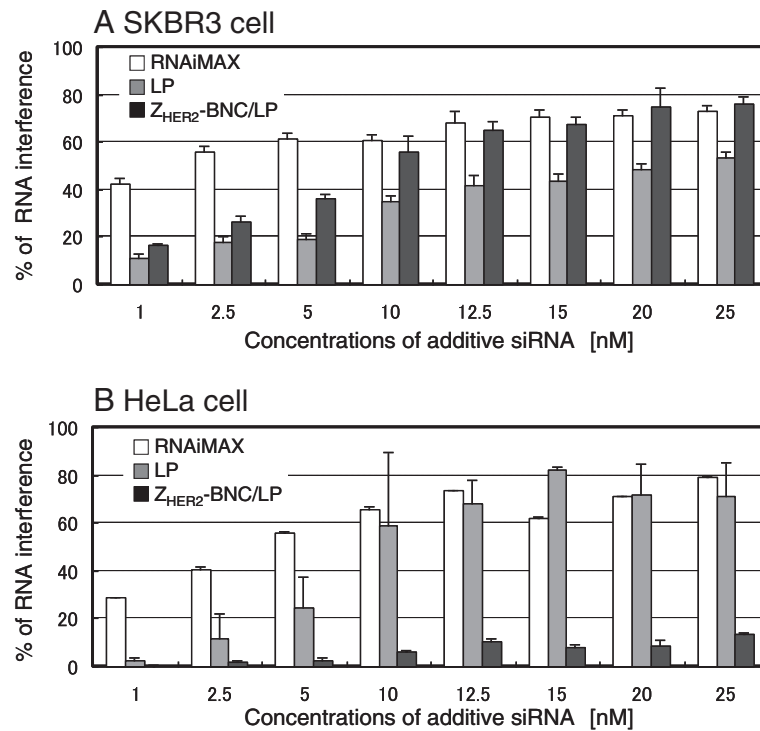 A SKBR3 cell
% of RNA interference
100
80
60
40
20
0
RNAiMAX
LP
ZHER2-BNC/LP
1 2.5 5 10 12.5 15 20 25
Concentrations of additive siRNA [nM]
B HeLa cell
% of RNA interference
100
80
60
40
20
0
RNAiMAX
LP
ZHER2-BNC/LP
1 2.5 5 10 12.5 15 20 25
Concentrations of additive siRNA [nM]